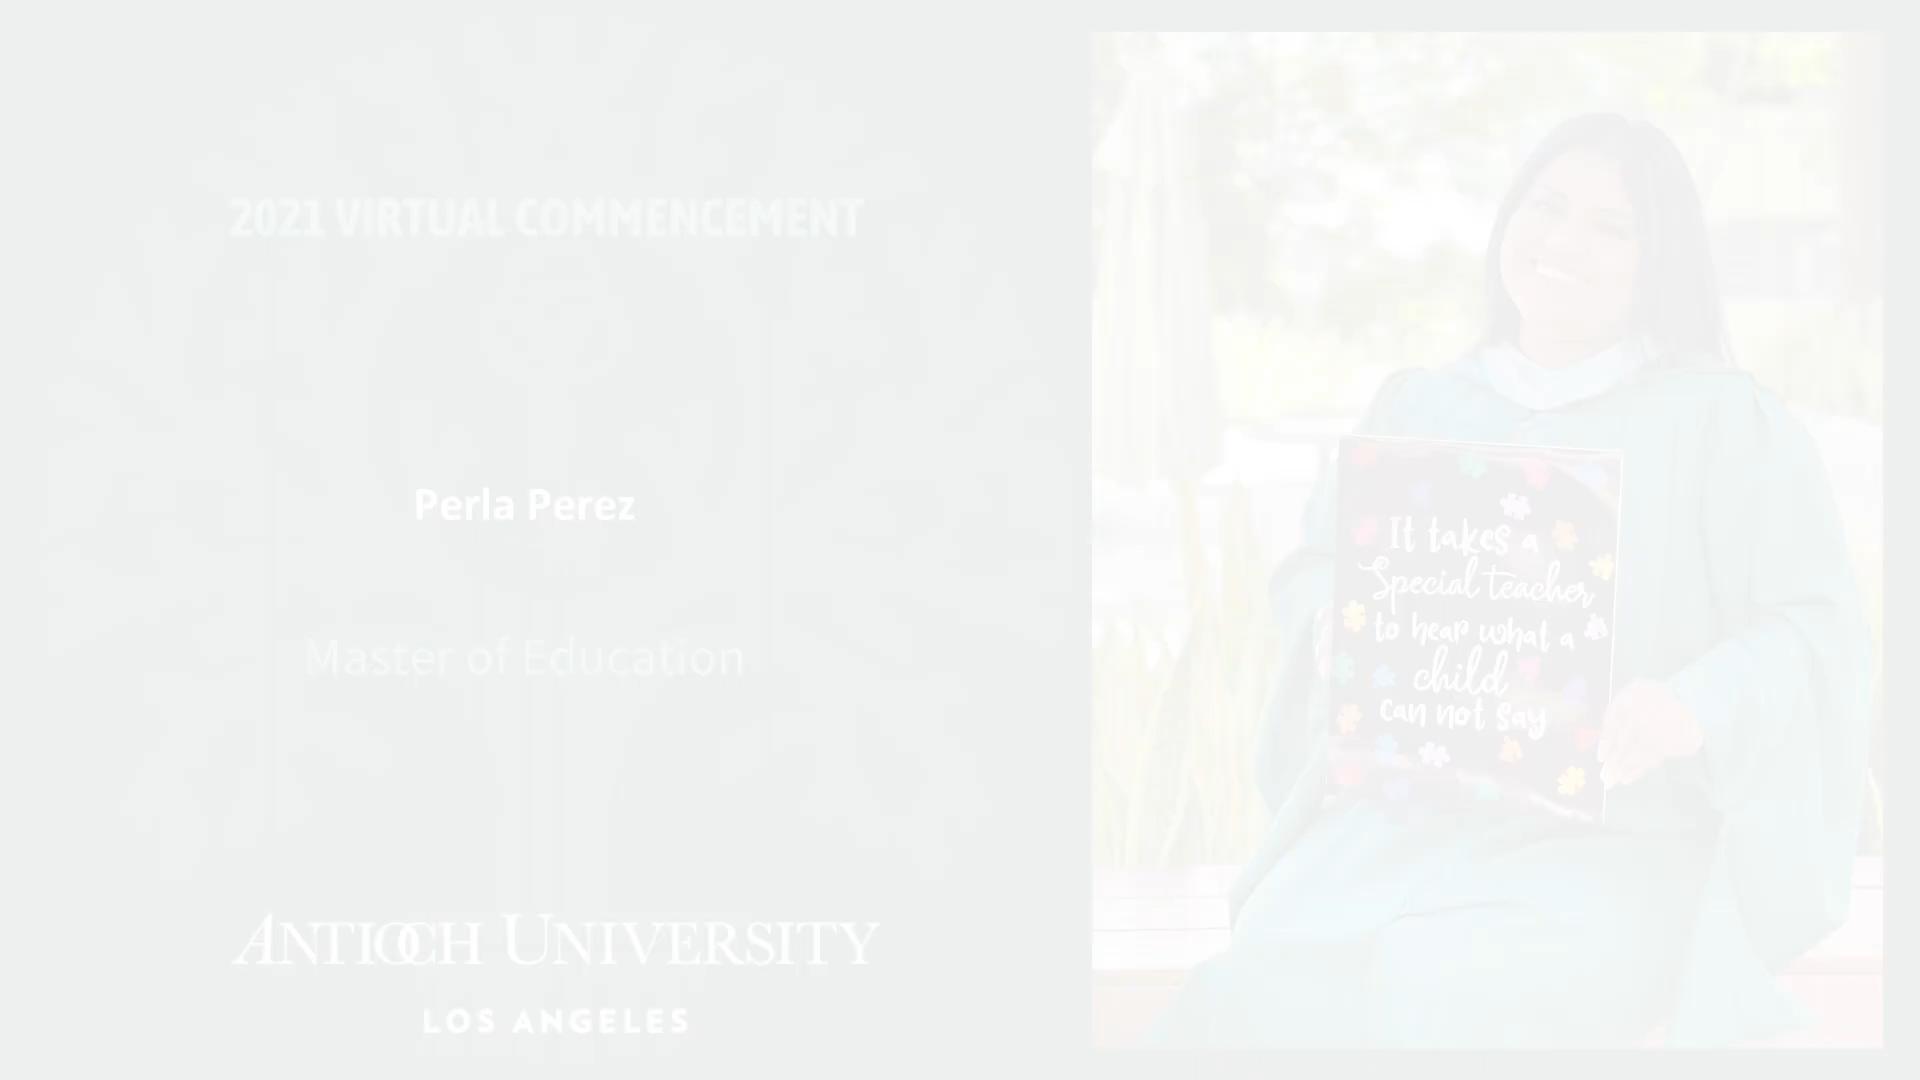 2021 VIRTUAL COMMENCEMENT
Perla Perez
Master of Education
ANTIOCH UNIVERSITY
LOS ANGELES
It takes a
Special teacher
to hear what a
child
can not say